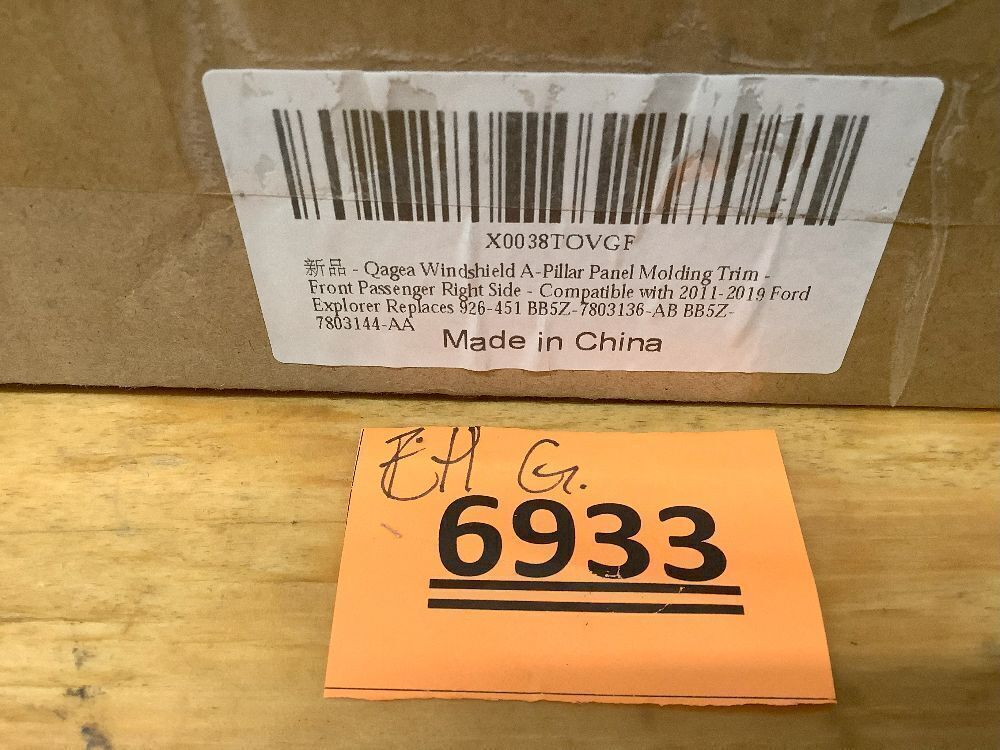 X0038TOVGF
新品 - Qagea Windshield A-Pillar Panel Molding Trim -
Front Passenger Right Side - Compatible with 2011-2019 Ford
Explorer Replaces 926-451 BB5Z-7803136-AB BB5Z-
7803144-AA
Made in China
G.
6933